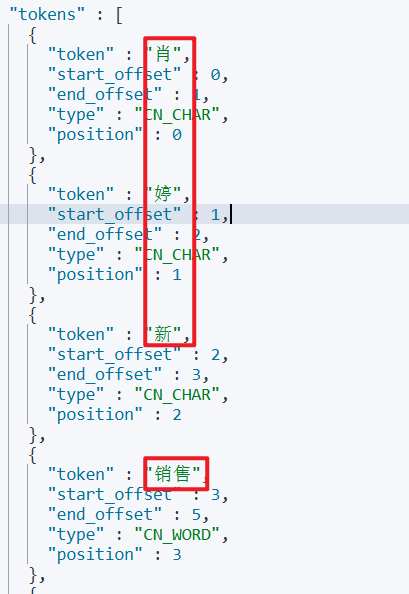 "tokens" : [
{
"token" : "肖",
"start_offset" : 0,
"end_offset" : 1,
"type" : "CN_CHAR",
"position" : 0
},
{
"token" : "婷",
"start_offset" : 1,
"end_offset" : 2,
"type" : "CN_CHAR",
"position" : 1
},
{
"token" : "新",
"start_offset" : 2,
"end_offset" : 3,
"type" : "CN_CHAR",
"position" : 2
},
{
"token" : "销售",
"start_offset" : 3,
"end_offset" : 5,
"type" : "CN_WORD",
"position" : 3
},